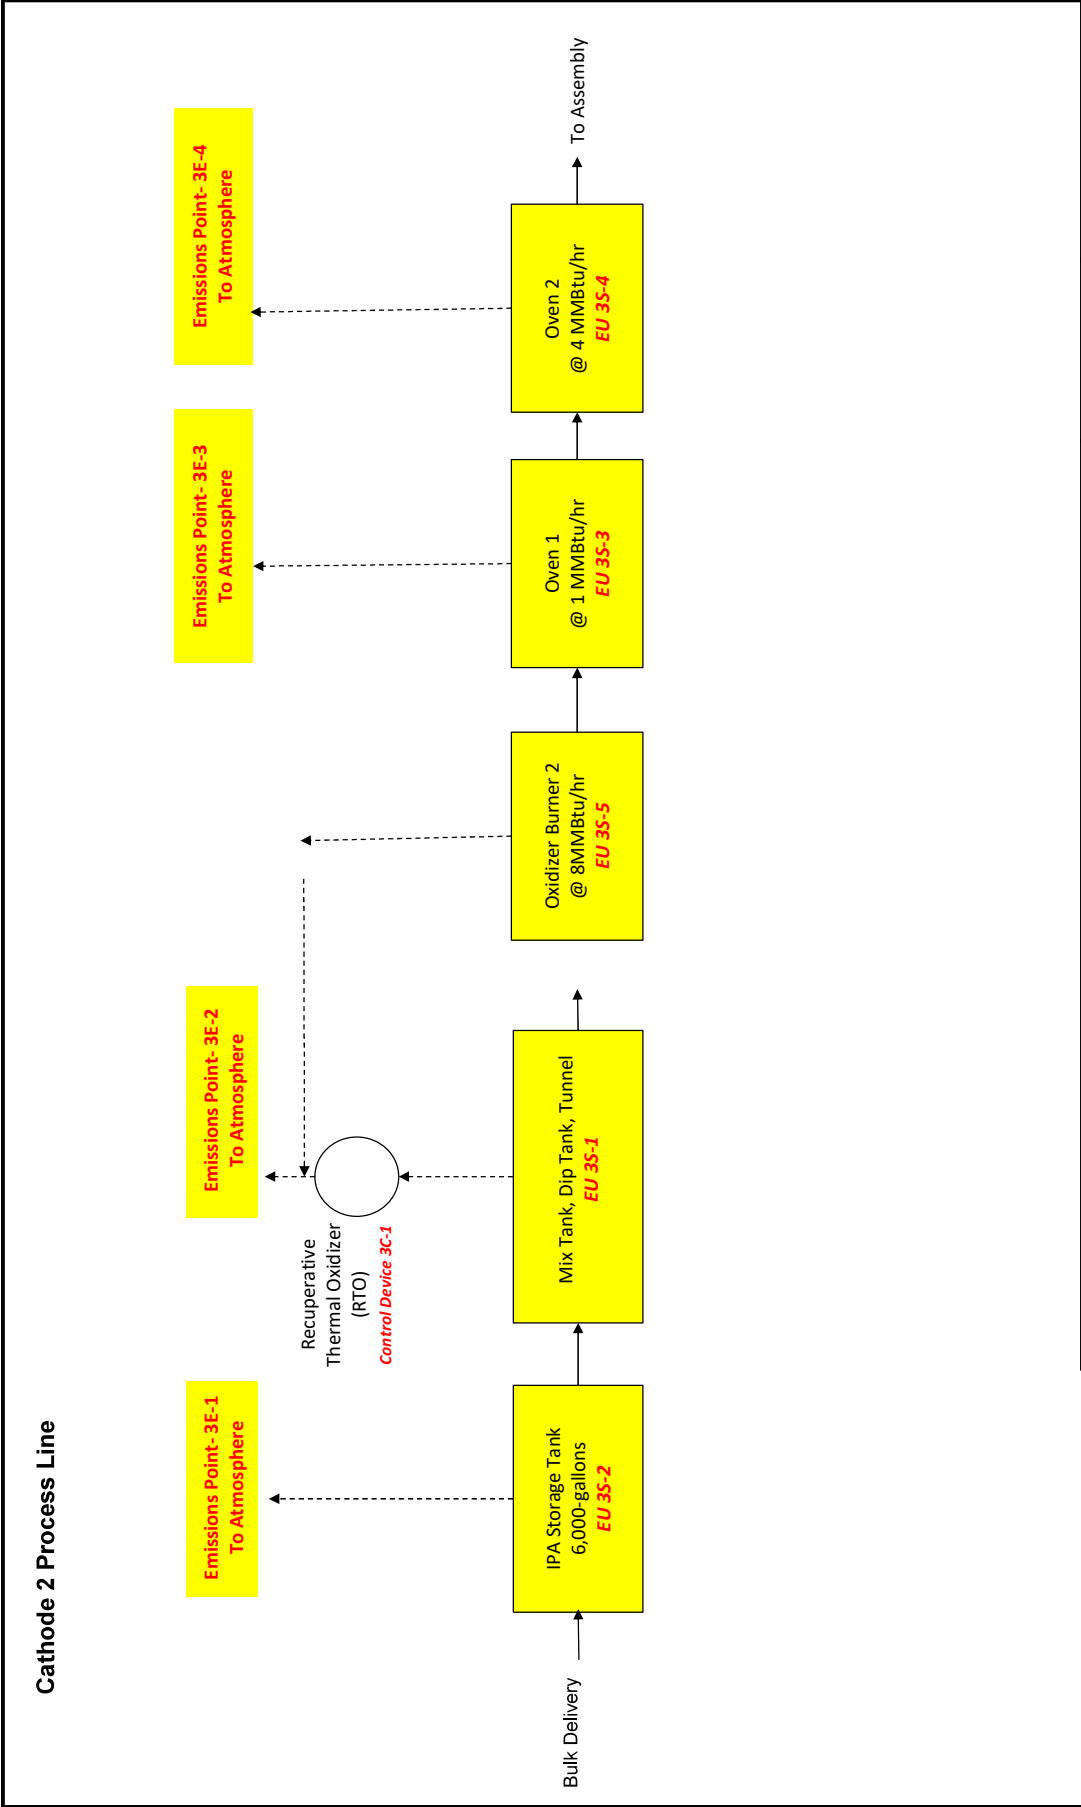 Cathode 2 Process Line
Emissions Point- 3E-1
To Atmosphere
Emissions Point- 3E-2
To Atmosphere
Emissions Point- 3E-3
To Atmosphere
Emissions Point- 3E-4
To Atmosphere
Recuperative
Thermal Oxidizer
(RTO)
Control Device 3C-1
Bulk Delivery
IPA Storage Tank
6,000-gallons
EU 3S-2
Mix Tank, Dip Tank, Tunnel
EU 3S-1
Oxidizer Burner 2
@ 8MMBtu/hr
EU 3S-5
Oven 1
@ 1 MMBtu/hr
EU 3S-3
Oven 2
@ 4 MMBtu/hr
EU 3S-4
To Assembly